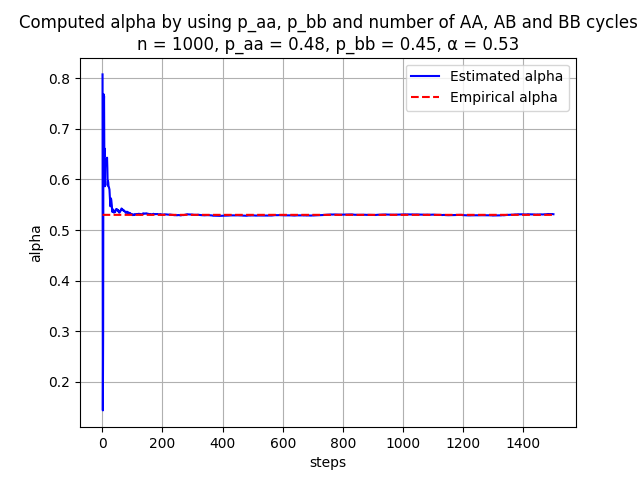 Computed alpha by using p_aa, p_bb and number of AA, AB and BB cycles
n = 1000, p_aa = 0.48, p_bb = 0.45, α = 0.53
Estimated alpha
Empirical alpha
0.8
0.7
0.6
0.5
0.4
0.3
0.2
alpha
0 200 400 600 800 1000 1200 1400
steps